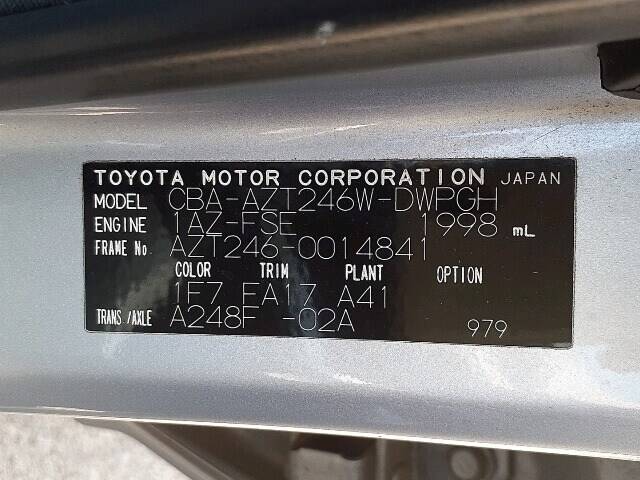 TOYOTA MOTOR CORPORATION JAPAN
MODEL CBA-AZT246W-DWPGH
ENGINE 1AZ-FSE 1998 mL
FRAME No AZT246-0014841
COLOR TRIM PLANT OPTION
1F7 FA17 A41
TRANS/AXLE A248F -02A
979